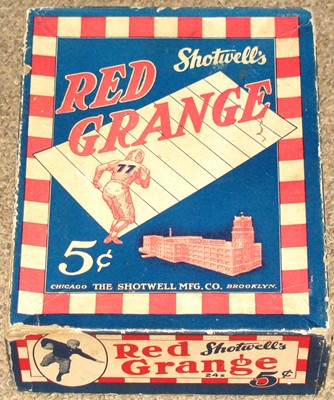 Shotwell's
RED
GRANGE
77
5¢
CHICAGO THE SHOTWELL MFG. CO. BROOKLYN.
Red Shotwell's
Grange 5¢
24s